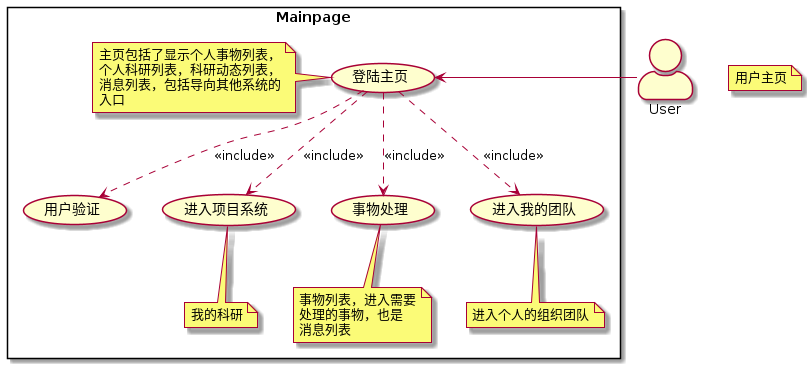 Mainpage
主页包括了显示个人事物列表，
个人科研列表，科研动态列表，
消息列表，包括导向其他系统的
入口
登陆主页
User
用户主页
«include»
«include»
«include»
«include»
用户验证
进入项目系统
事物处理
进入我的团队
我的科研
事物列表，进入需要
处理的事物，也是
消息列表
进入个人的组织团队